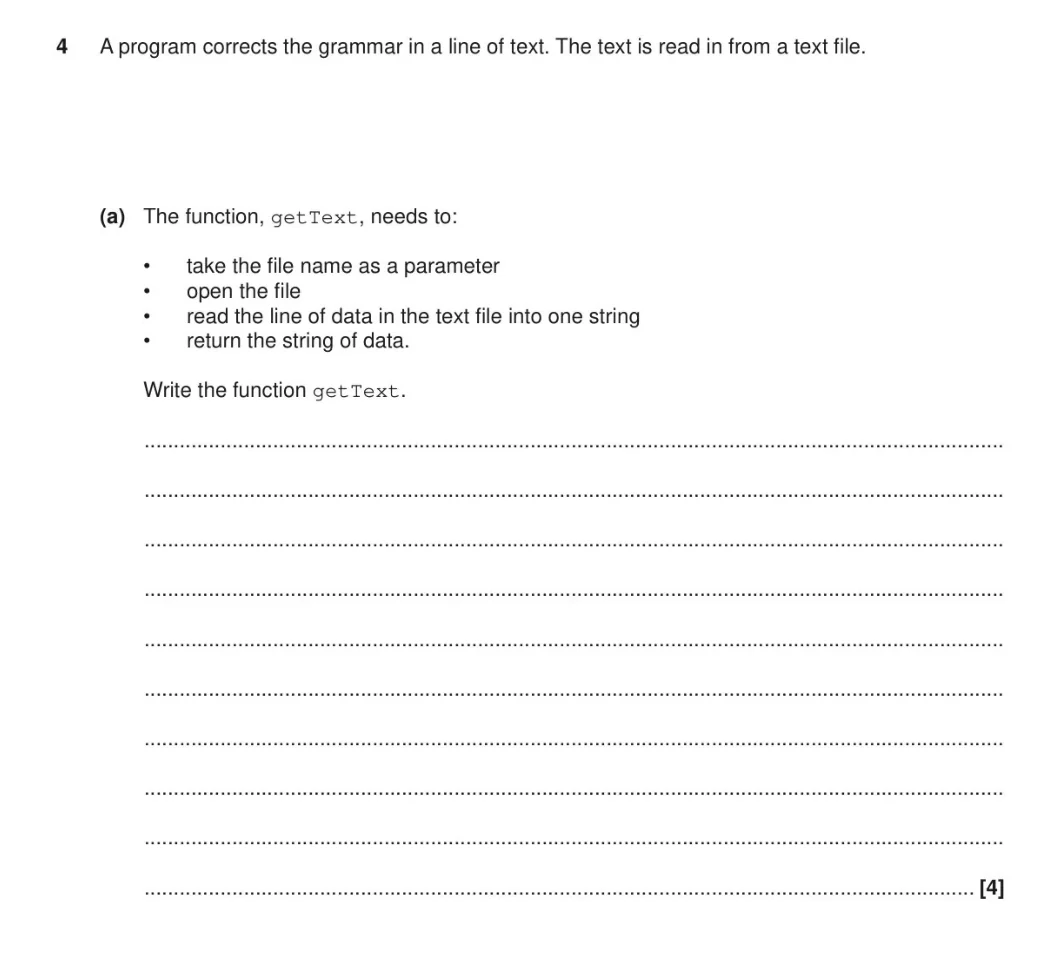 4 A program corrects the grammar in a line of text. The text is read in from a text file.
(a) The function, getText, needs to:
• take the file name as a parameter
• open the file
• read the line of data in the text file into one string
• return the string of data.
Write the function getText.
[4]